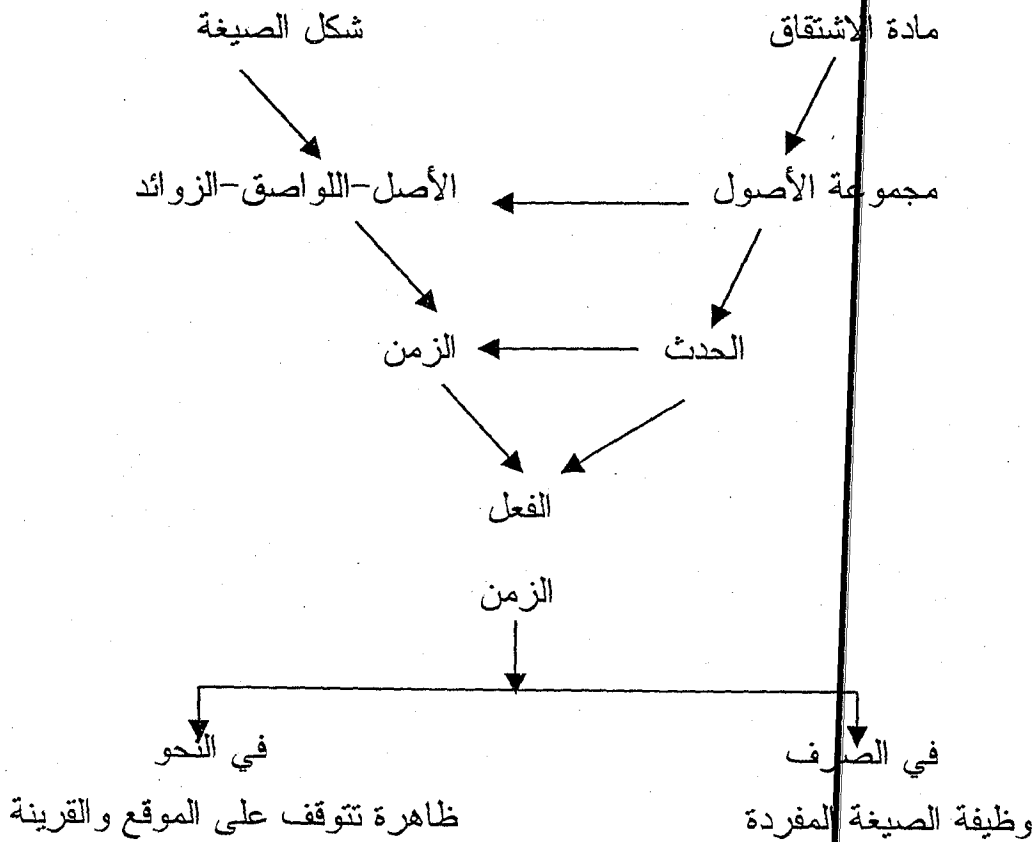 مادة الاشتقاق
شكل الصيغة
مجموعة الأصول
الأصل-اللواصق-الزوائد
الحدث
الزمن
الفعل
الزمن
في الصرف
في النحو
وظيفة الصيغة المفردة
ظاهرة تتوقف على الموقع والقرينة